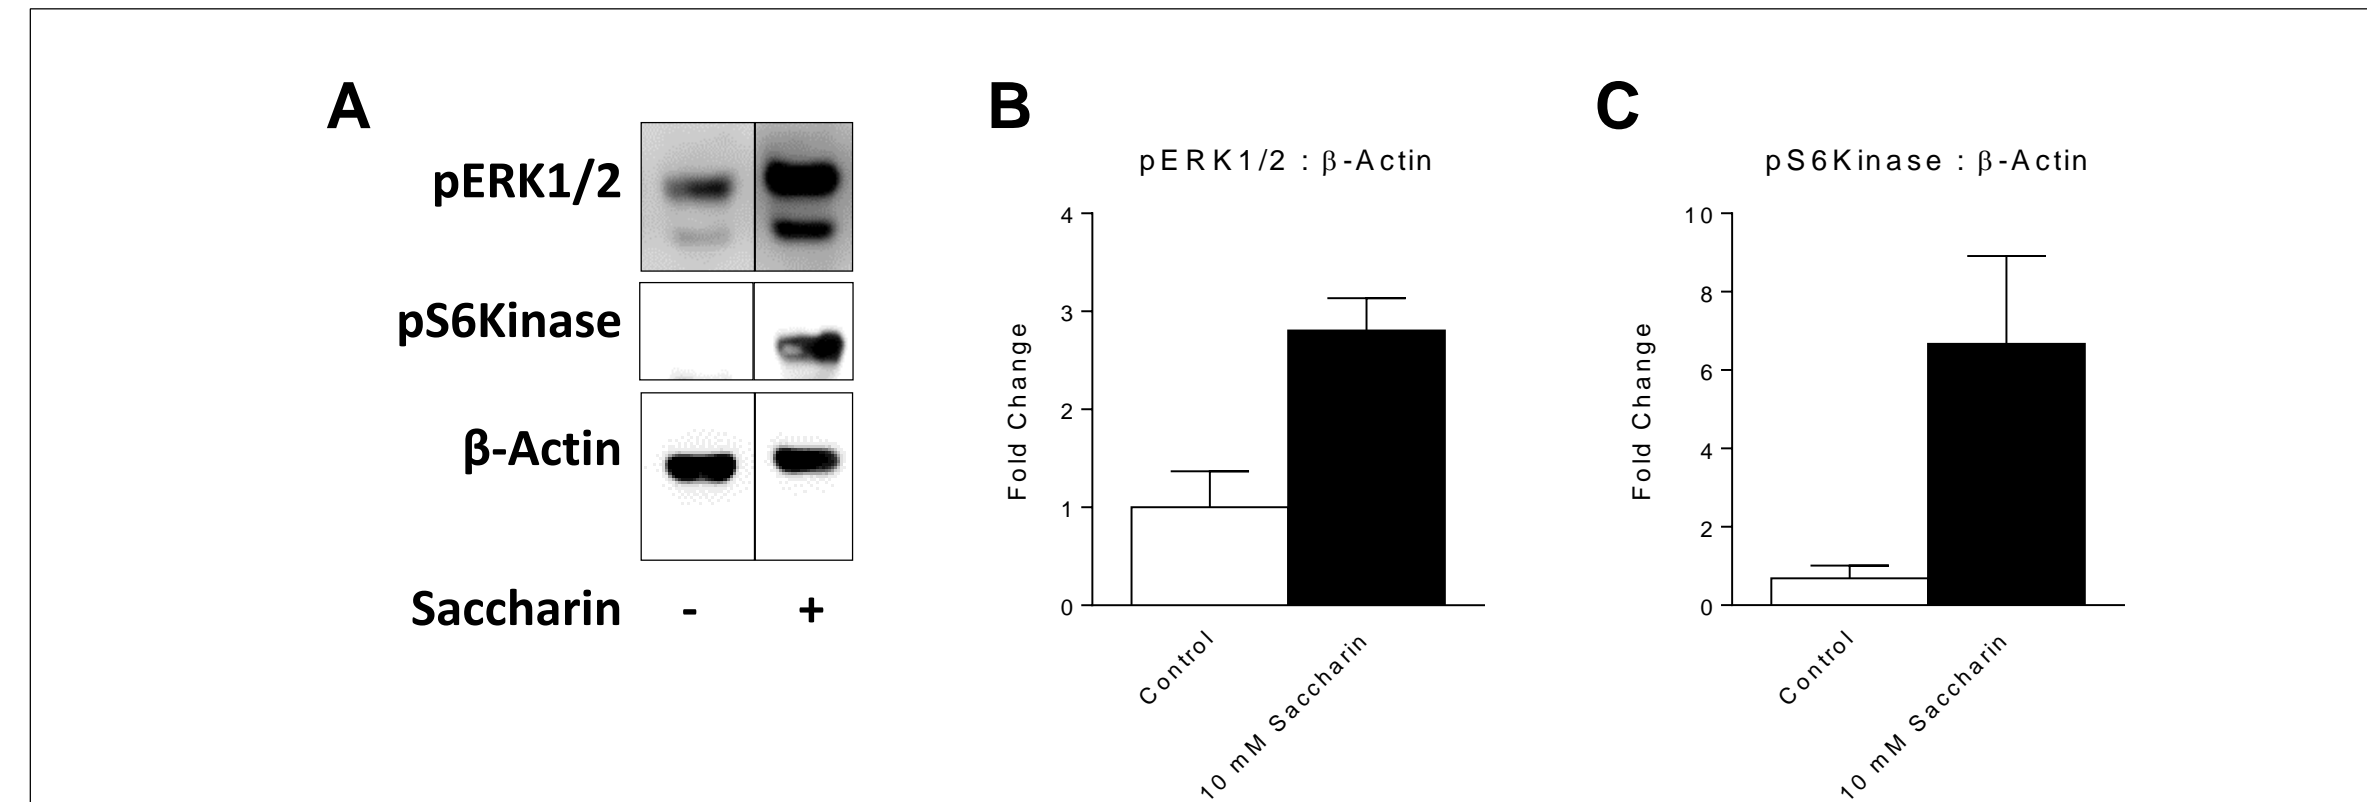 A
pERK1/2
pS6Kinase
β-Actin
Saccharin - +
B
pERK1/2 : β-Actin
Fold Change
4
3
2
1
0
Control
10 mM Saccharin
C
pS6Kinase : β-Actin
Fold Change
10
8
6
4
2
0
Control
10 mM Saccharin